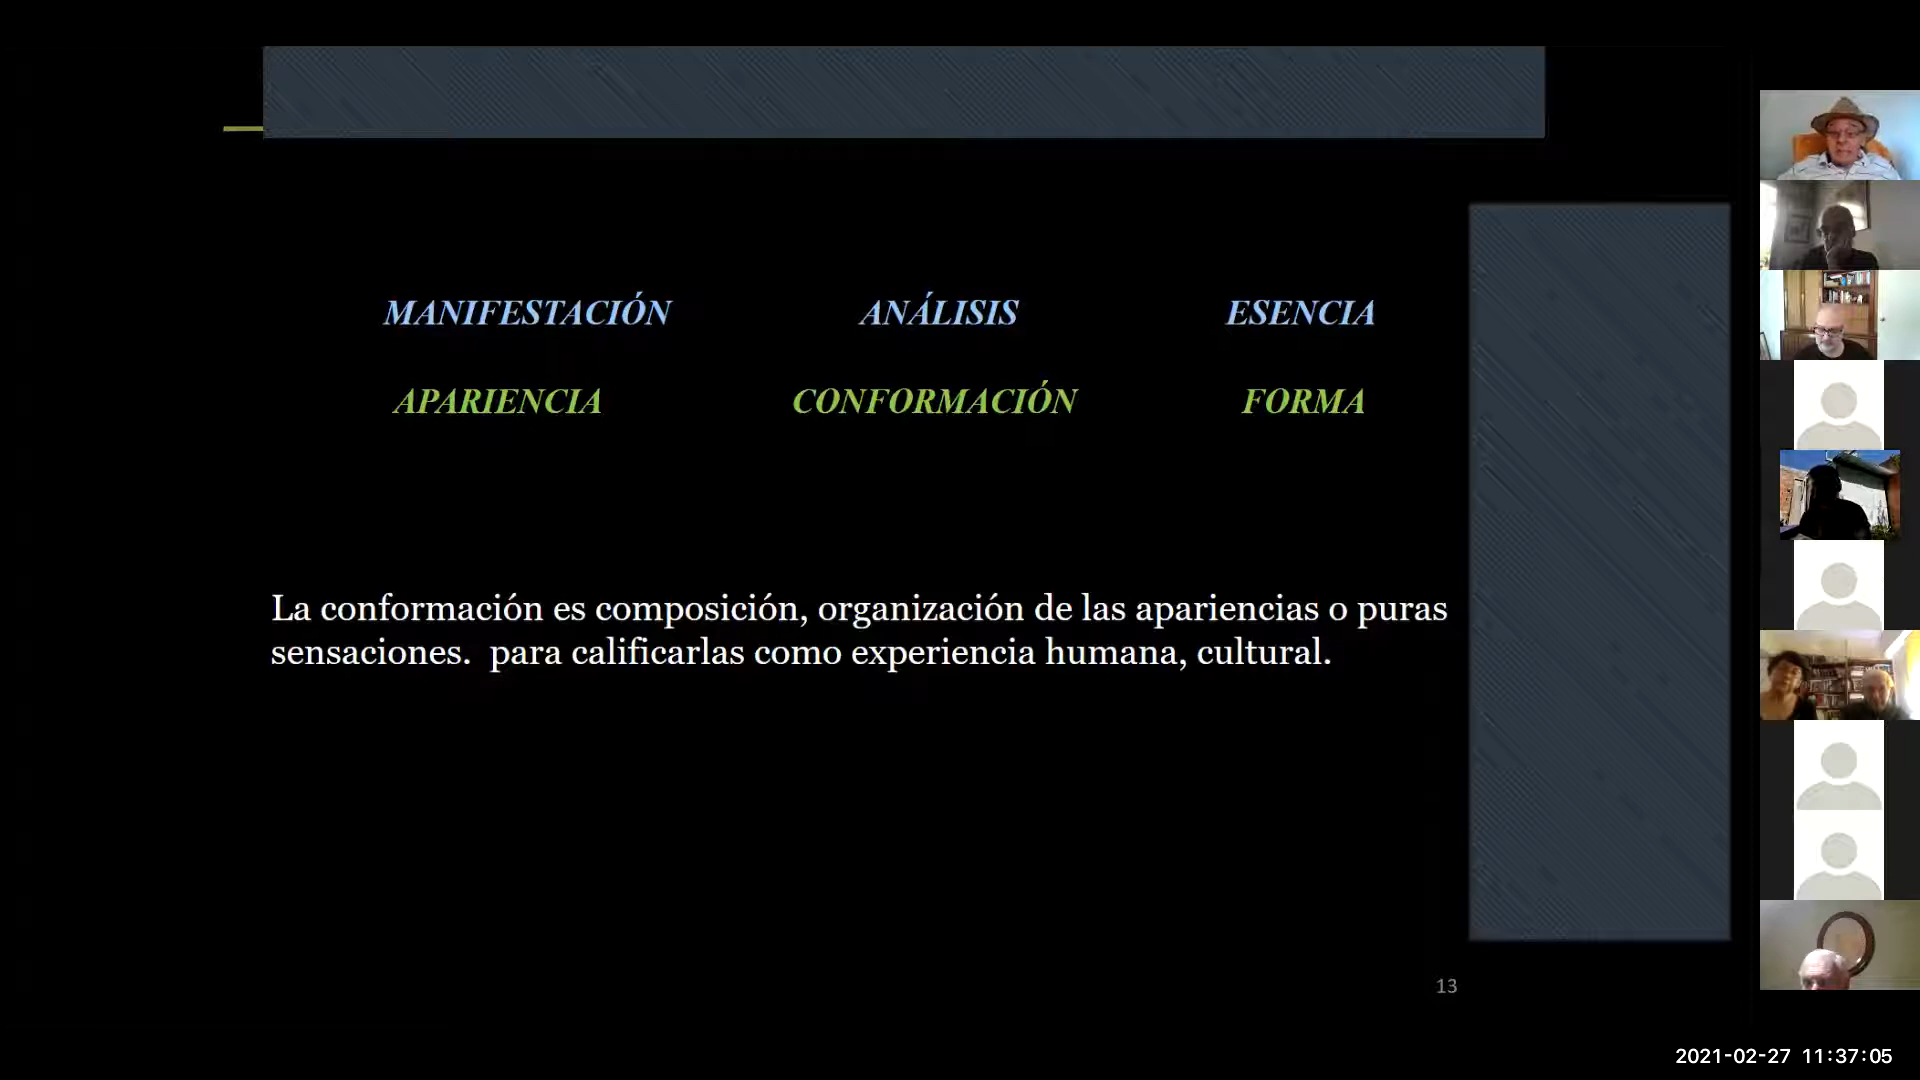 MANIFESTACIÓN ANÁLISIS ESENCIA
APARIENCIA CONFORMACIÓN FORMA
La conformación es composición, organización de las apariencias o puras
sensaciones.  para calificarlas como experiencia humana, cultural.
13
2021-02-27 11:37:05